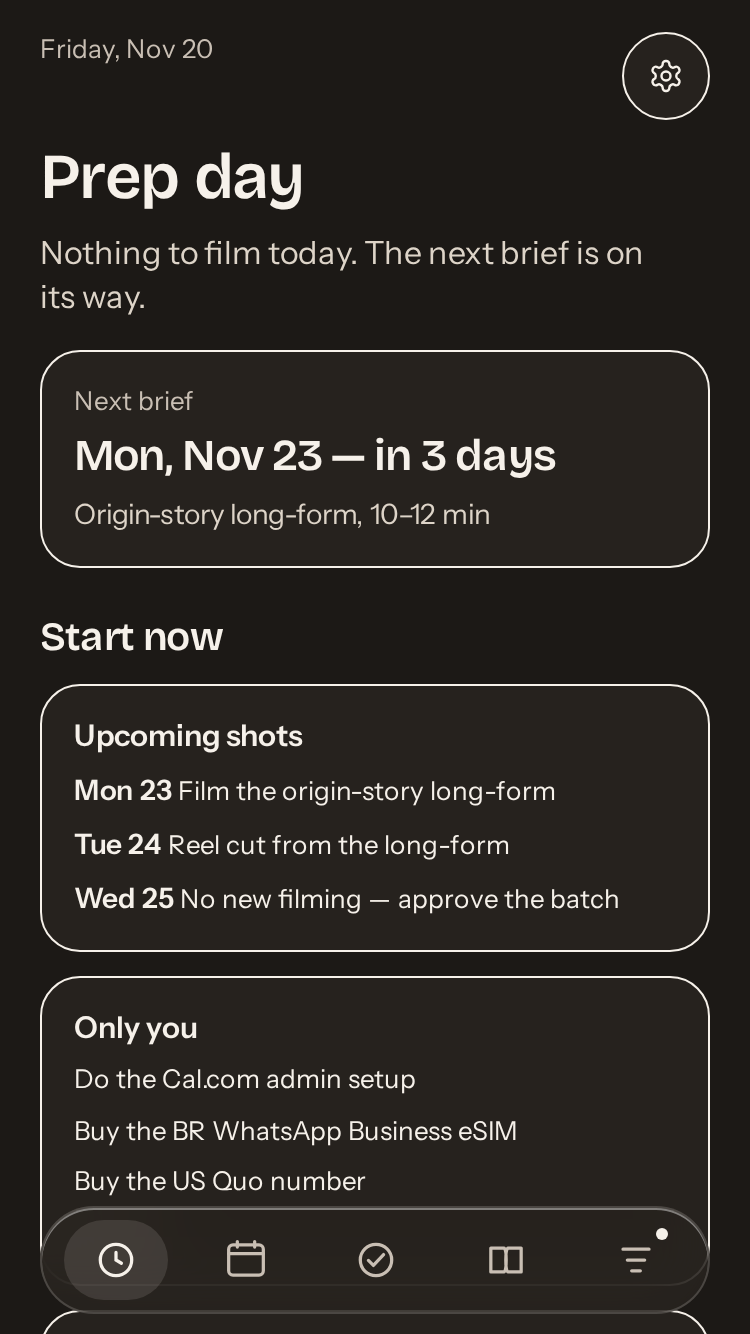 Friday, Nov 20
Prep day
Nothing to film today. The next brief is on
its way.
Next brief
Mon, Nov 23 — in 3 days
Origin-story long-form, 10–12 min
Start now
Upcoming shots
Mon 23 Film the origin-story long-form
Tue 24 Reel cut from the long-form
Wed 25 No new filming — approve the batch
Only you
Do the Cal.com admin setup
Buy the BR WhatsApp Business eSIM
Buy the US Quo number